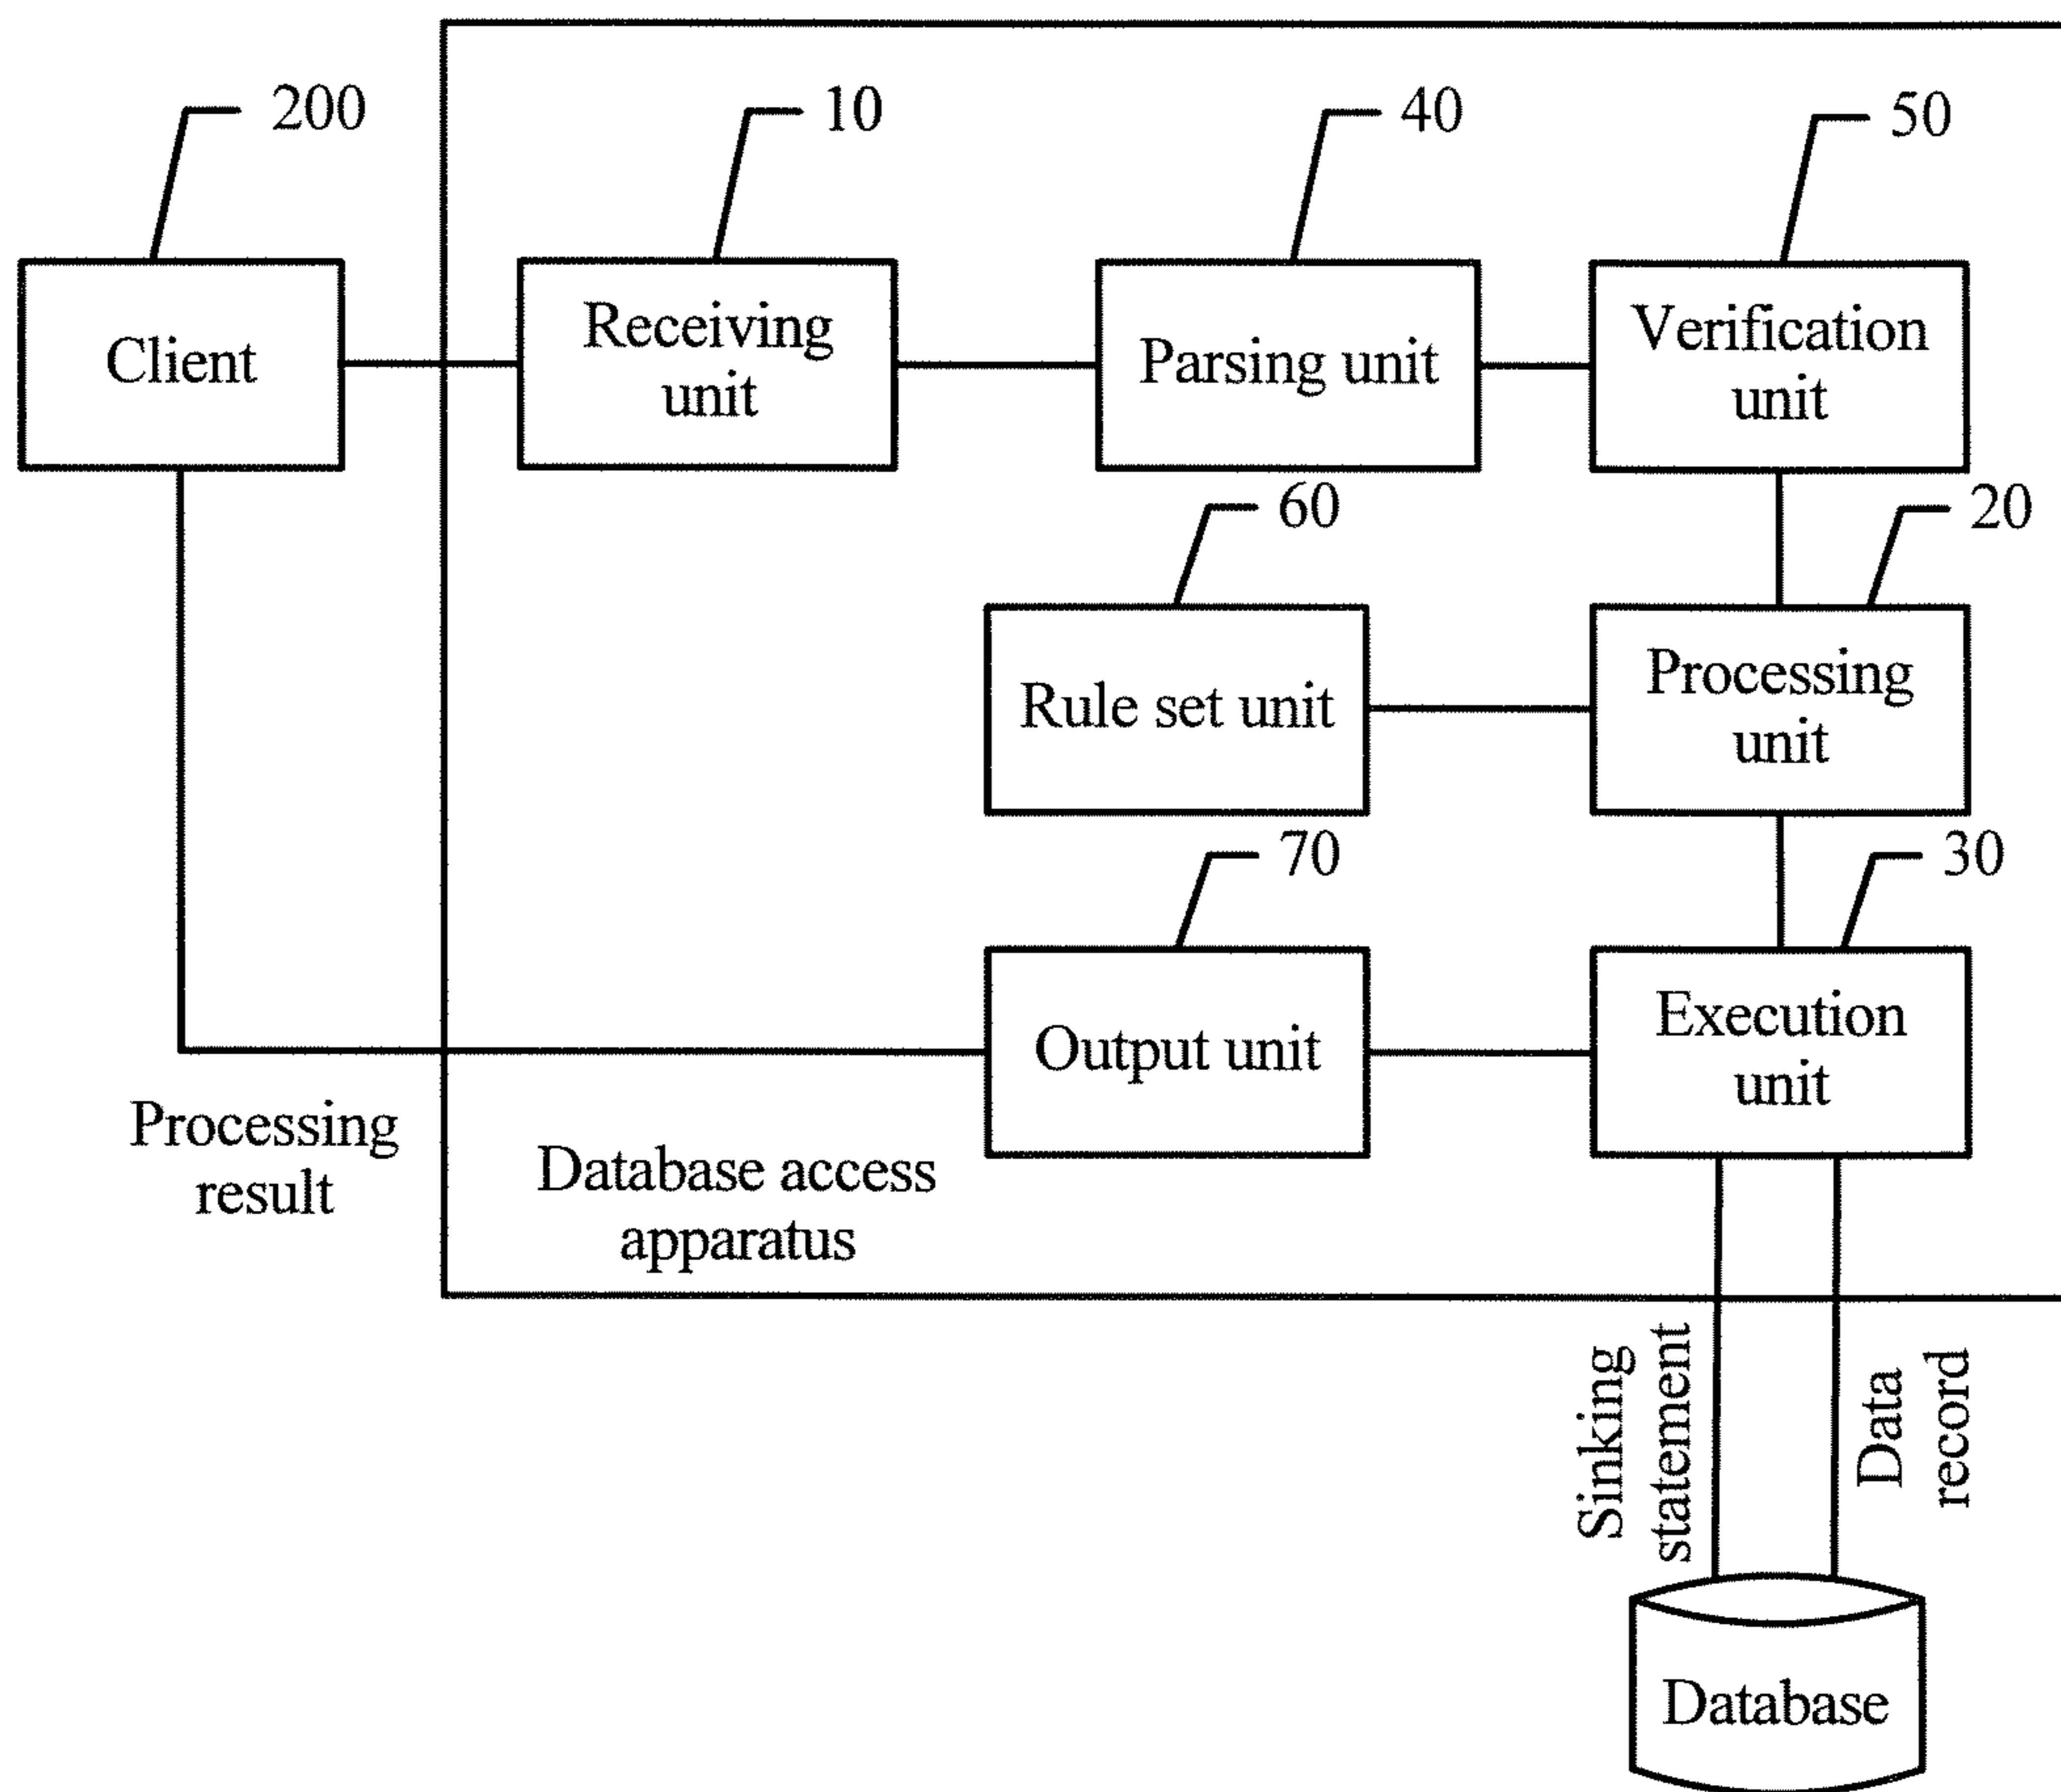 200
10
40
50
Client
Receiving
unit
Parsing unit
Verification
unit
60
20
Rule set unit
Processing
unit
70
30
Output unit
Execution
unit
Processing
result
Database access
apparatus
Sinking
statement
Data
record
Database